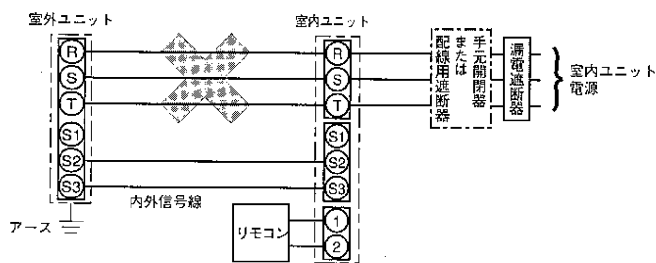 室外ユニット
室内ユニット
R
S
T
S1
S2
S3
R
S
T
S1
S2
S3
1
2
内外信号線
アース
リモコン
手元開閉器
または
配線用遮断器
漏電遮断器
室内ユニット
電源